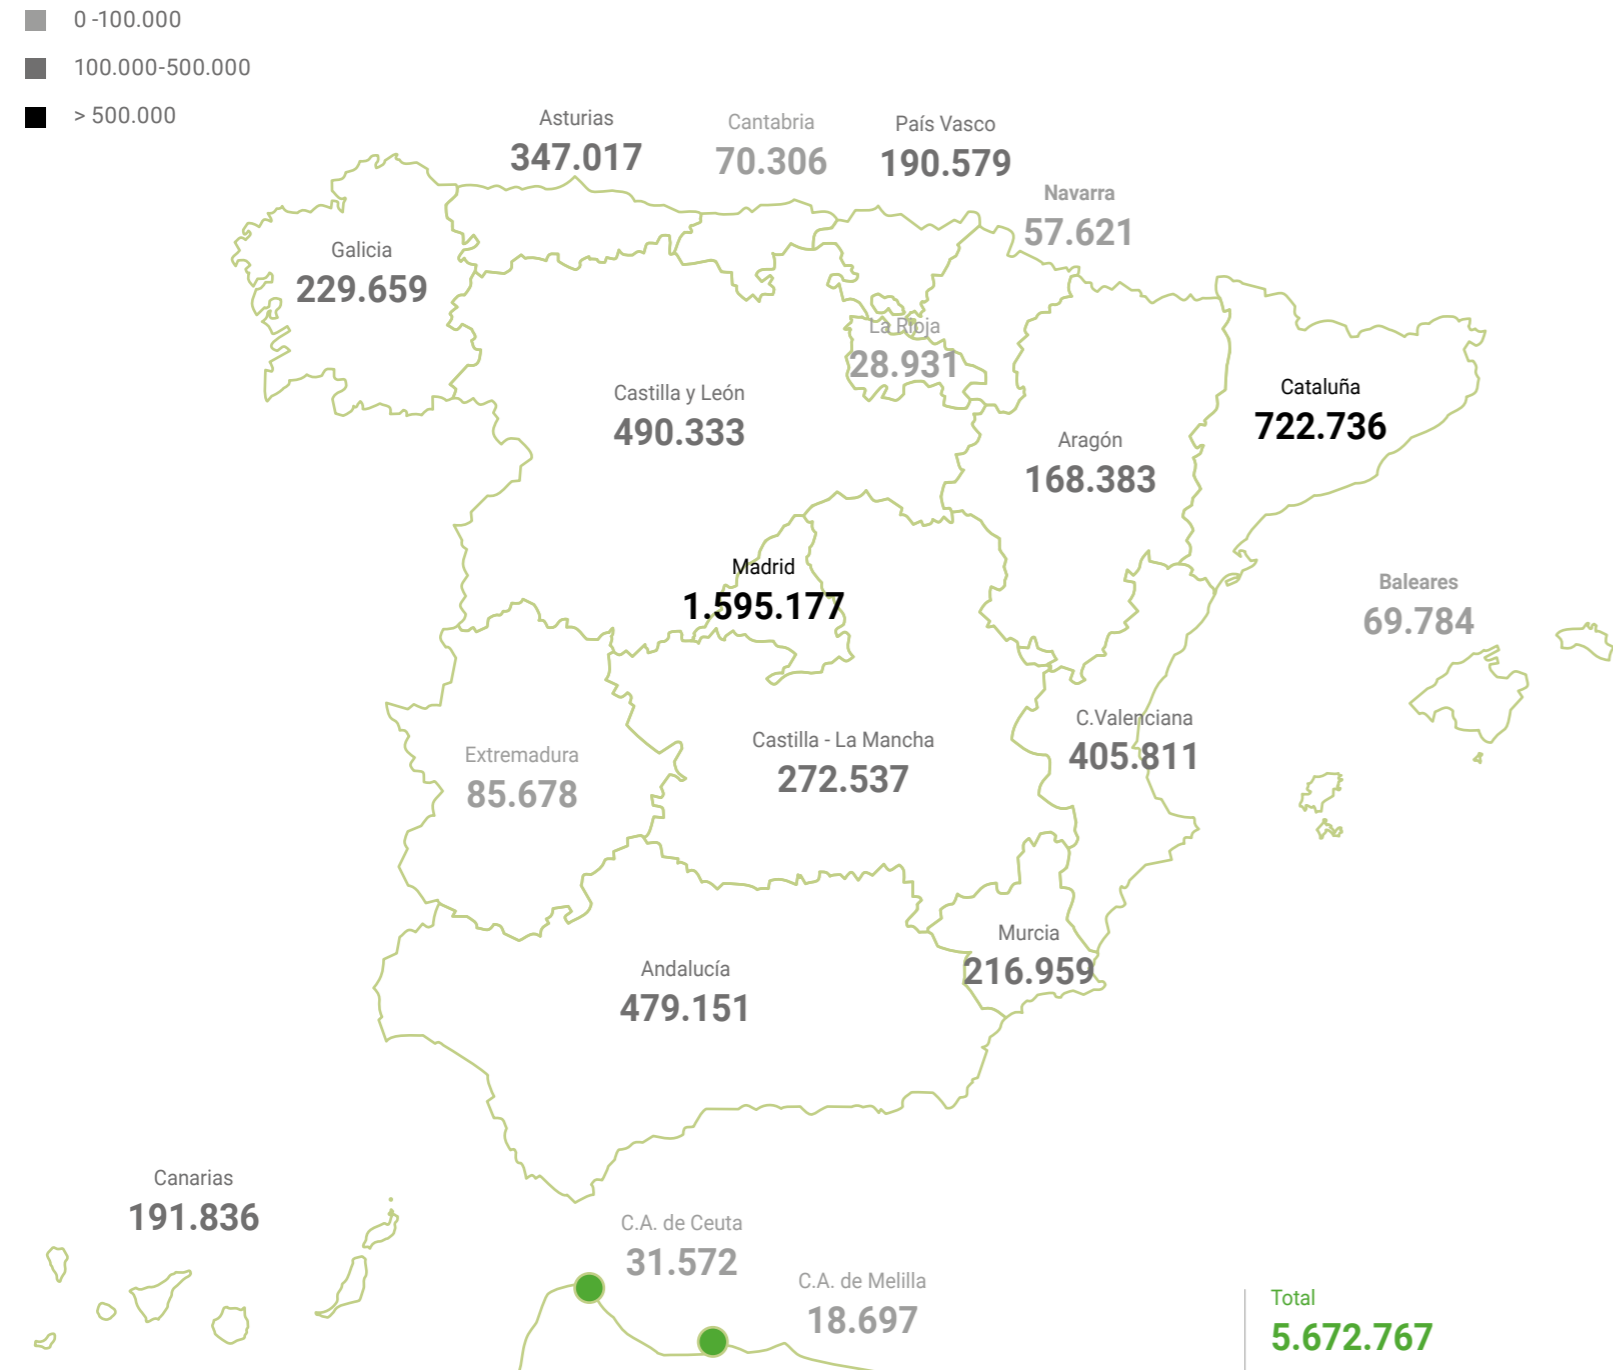 0 -100.000
100.000-500.000
> 500.000
Asturias
347.017
Cantabria
70.306
País Vasco
190.579
Navarra
57.621
Galicia
229.659
La Rioja
28.931
Castilla y León
490.333
Cataluña
722.736
Aragón
168.383
Madrid
1.595.177
Baleares
69.784
C.Valenciana
405.811
Castilla - La Mancha
272.537
Extremadura
85.678
Murcia
216.959
Andalucía
479.151
Canarias
191.836
C.A. de Ceuta
31.572
C.A. de Melilla
18.697
Total
5.672.767